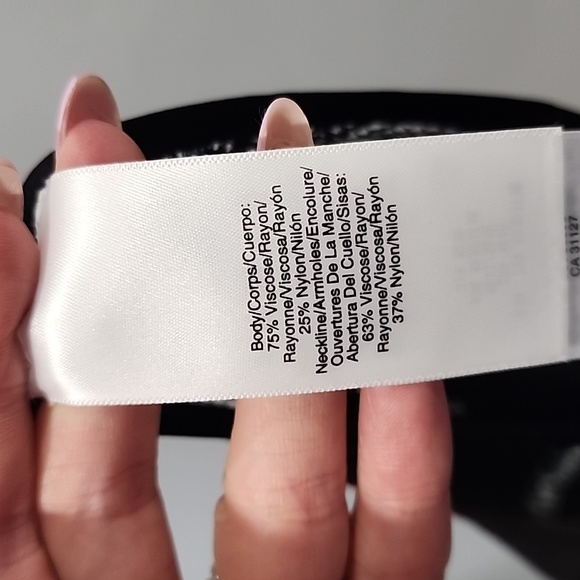 Body/Corps/Cuerpo:
75% Viscose/Rayon/
Rayonne/Viscosa/Rayón
25% Nylon/Nilón
Neckline/Armholes/Encolure/
Ouvertures De La Manche/
Abertura Del Cuello/Sisas:
63% Viscose/Rayon/
Rayonne/Viscosa/Rayón
37% Nylon/Nilón
CA 31127